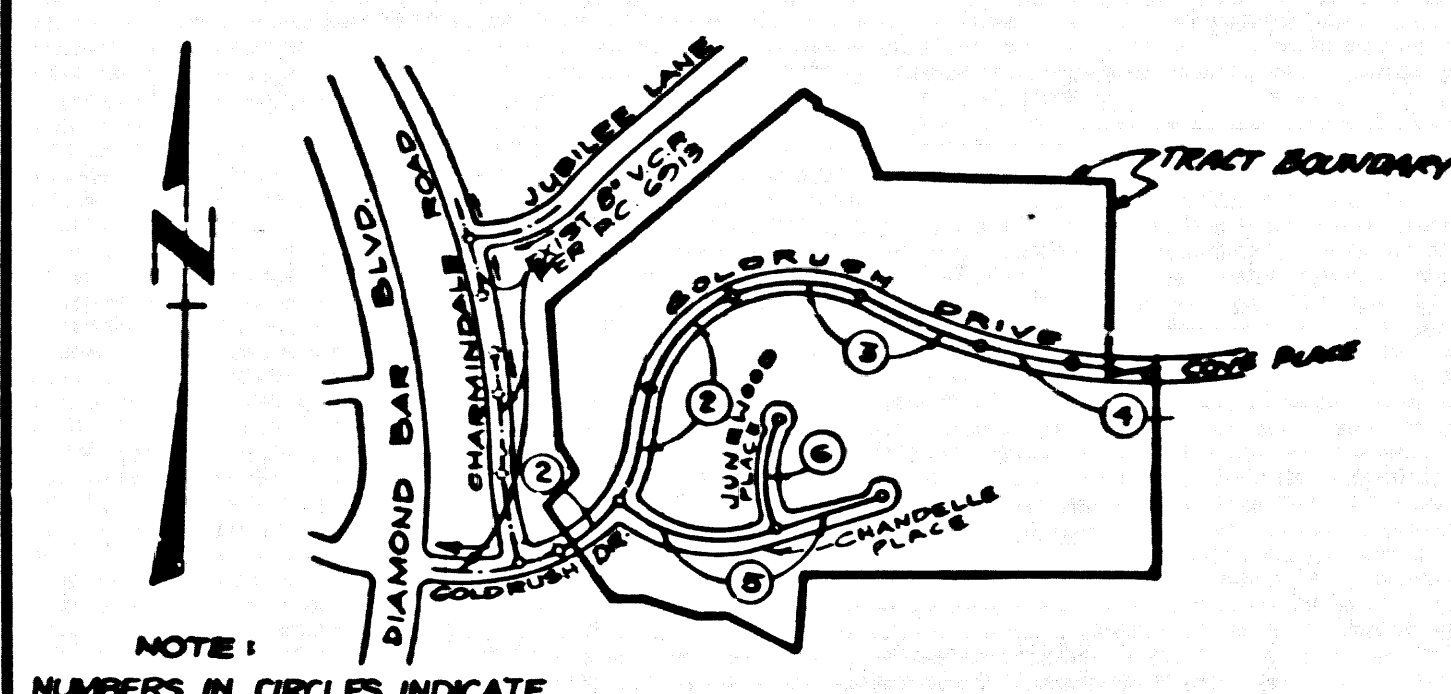 JUBILEE LANE
TRACT BOUNDARY
EXIST. 8" V.C.P.
PER P.C. 6913
ROAD
BLVD.
CHARMINDALE
DIAMOND BAR
N
GOLDRUSH DRIVE
COVE PLACE
3
2
4
JUNEWOOD
PLACE
6
2
CHANDELLE
PLACE
5
GOLDRUSH DR.
NOTE:
NUMBERS IN CIRCLES INDICATE